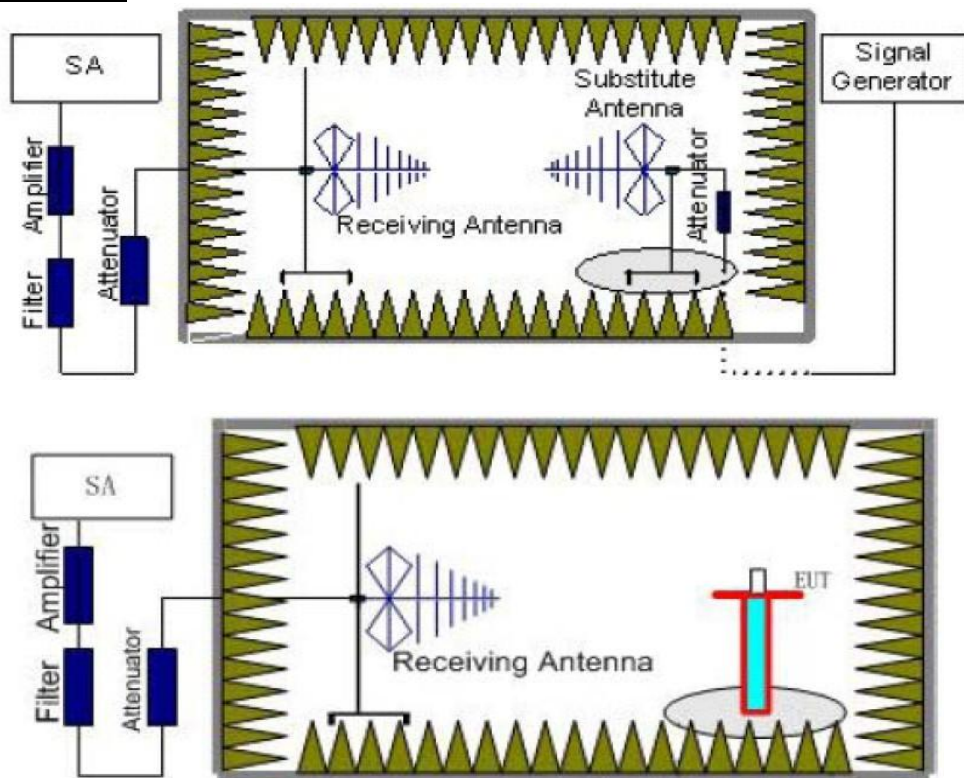 SA
Signal
Generator
Substitute
Antenna
Amplifier
Attenuator
Receiving Antenna
Attenuator
Filter
SA
Amplifier
EUT
Receiving Antenna
Filter
Attenuator